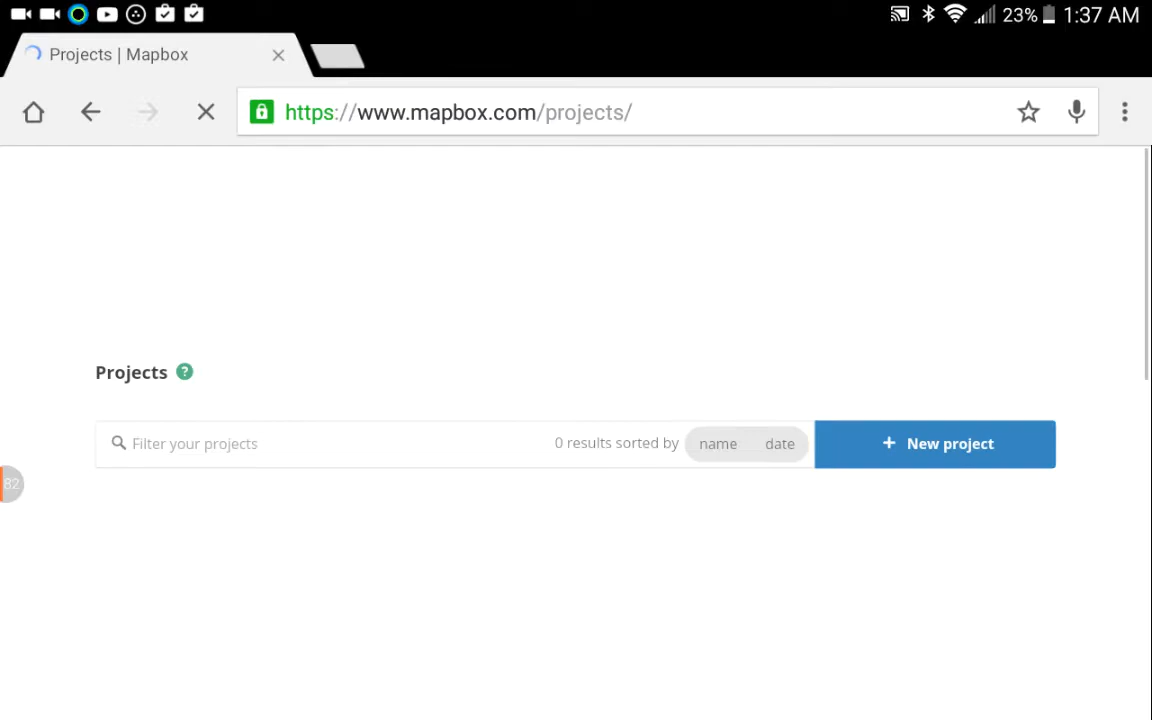 23% 1:37 AM
Projects | Mapbox
https://www.mapbox.com/projects/
Projects ?
Filter your projects 0 results sorted by name date + New project
82